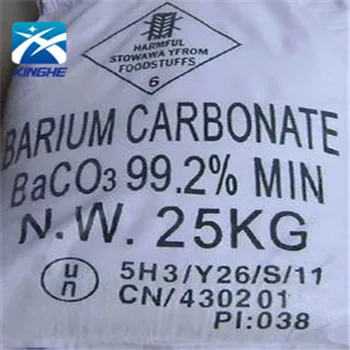 KINGHE
HARMFUL
STOWAWA YFROM
FOODSTUFFS
6
BARIUM CARBONATE
BaCO3 99.2% MIN
N.W. 25KG
un 5H3/Y26/S/11
CN/430201
PI:038